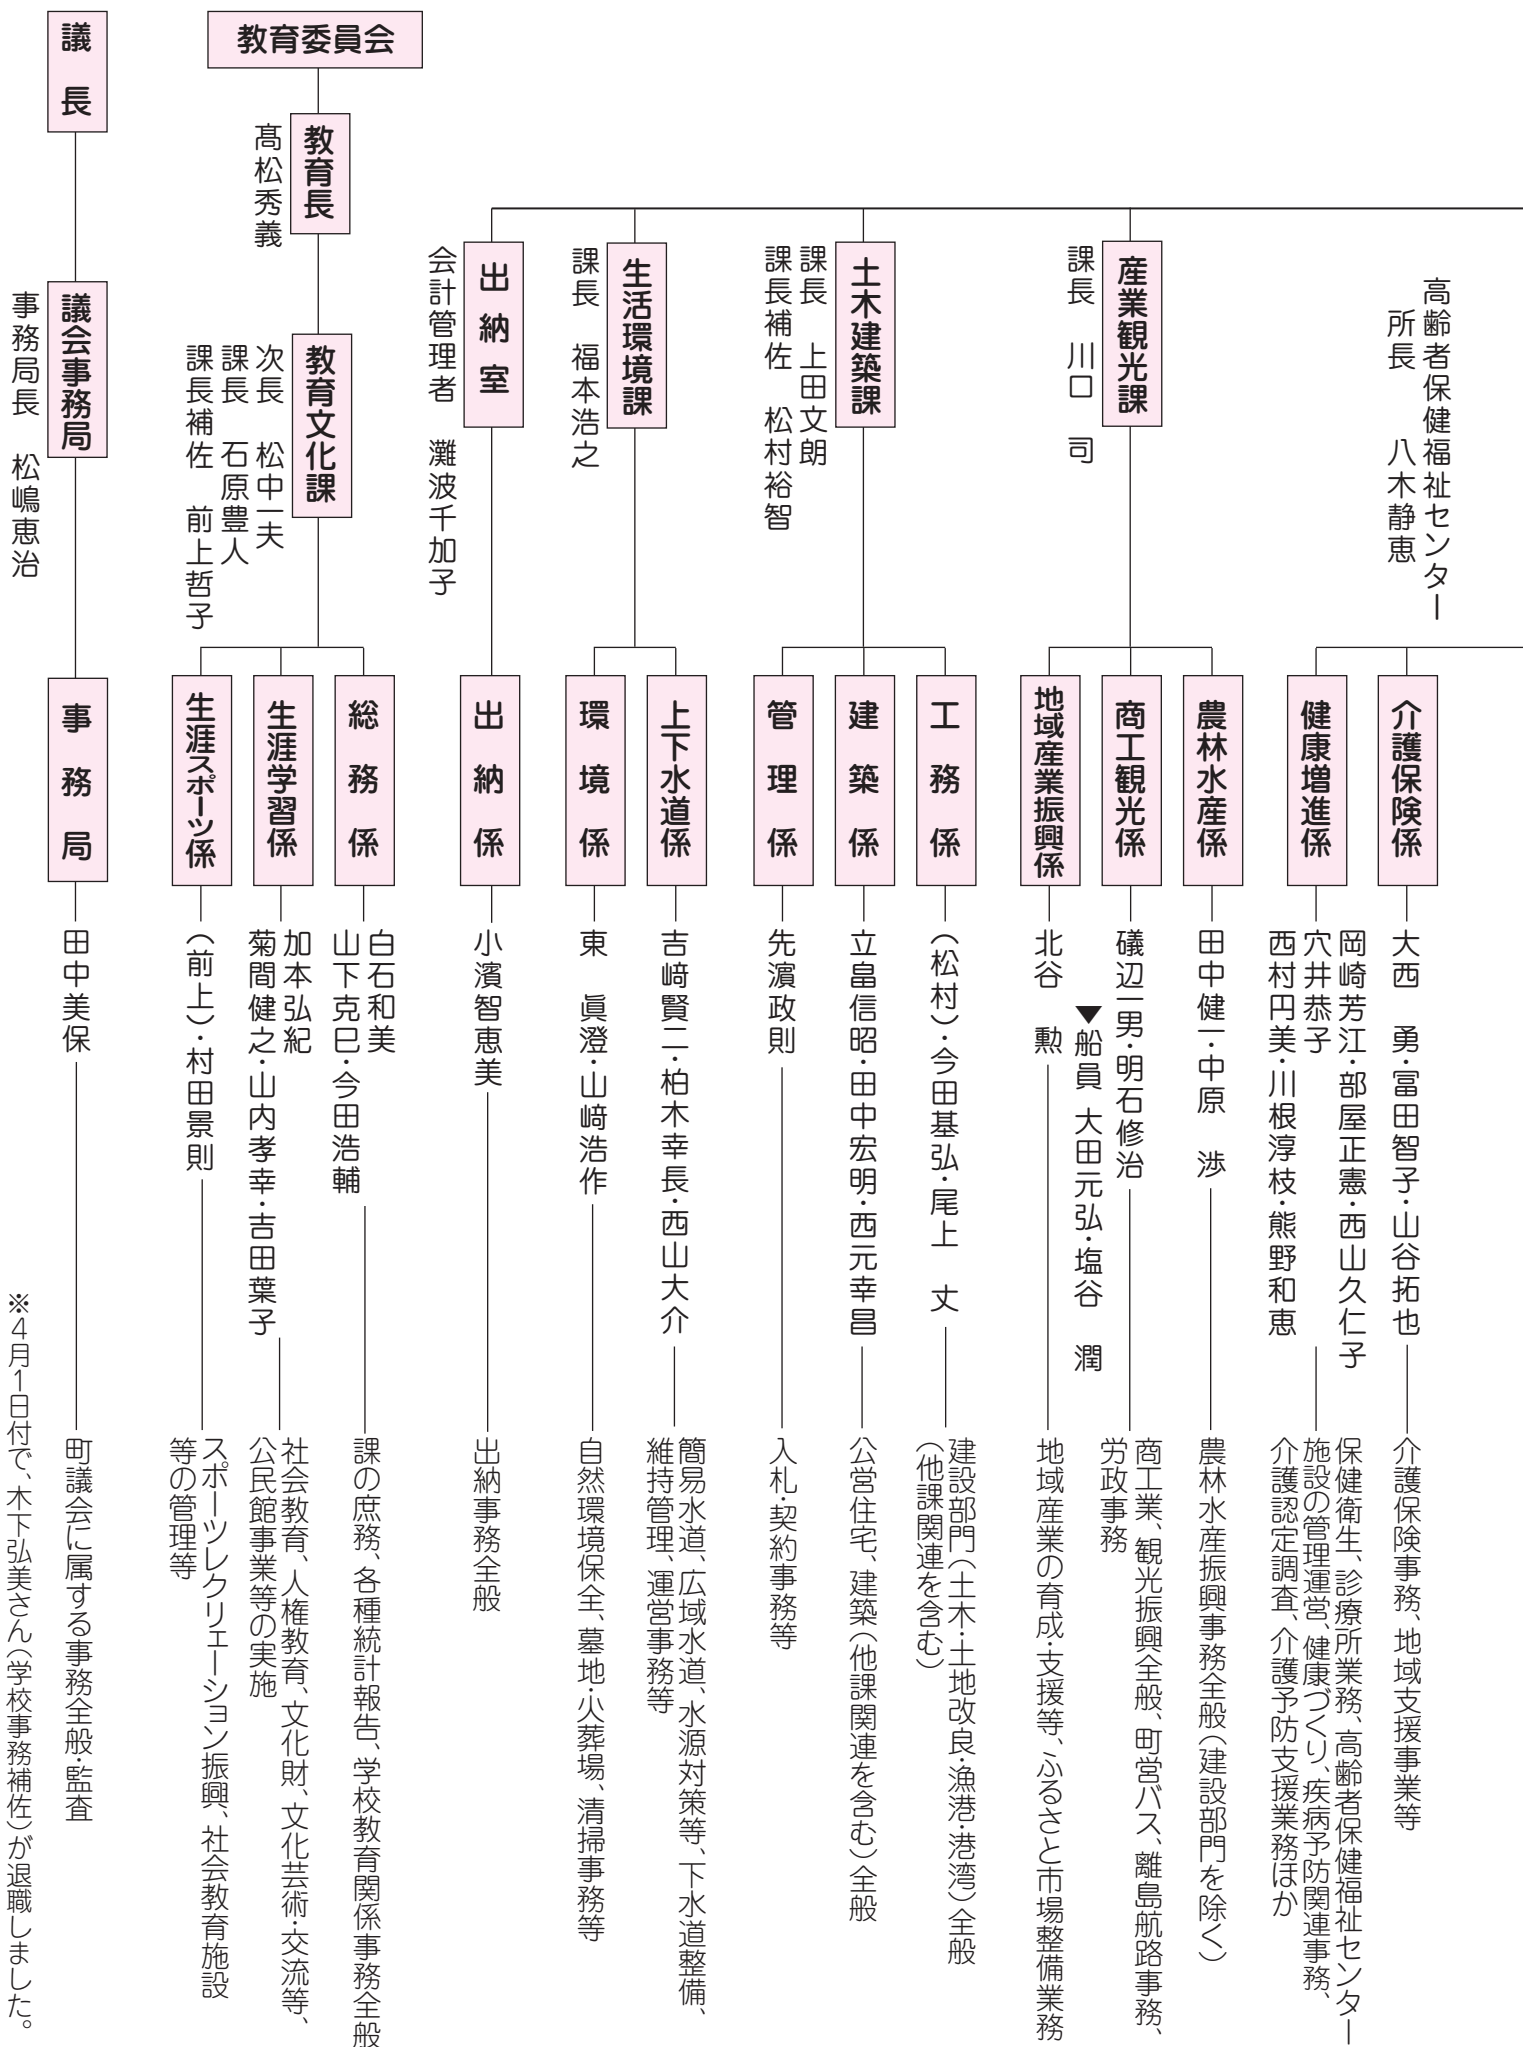 高齢者保健福祉センター
所長　八木静恵
介護保険係
大西　勇・冨田智子・山谷拓也
介護保険事務、地域支援事業等
健康増進係
岡崎芳江・部屋正憲・西山久仁子
穴井恭子
西村円美・川根淳枝・熊野和恵
保健衛生、診療所業務、高齢者保健福祉センター
施設の管理運営、健康づくり、疾病予防関連事務、
介護認定調査、介護予防支援業務ほか
産業観光課
課長　川口　司
農林水産係
田中健一・中原　渉
農林水産振興事務全般（建設部門を除く）
商工観光係
礒辺一男・明石修治
▼船員　大田元弘・塩谷　潤
商工業、観光振興全般、町営バス、離島航路事務、
労政事務
地域産業振興係
北谷　勲
地域産業の育成・支援等、ふるさと市場整備業務
土木建築課
課長　上田文朗
課長補佐　松村裕智
工務係
（松村）・今田基弘・尾上　丈
建設部門（土木・土地改良・漁港・港湾）全般
（他課関連を含む）
建築係
立畠信昭・田中宏明・西元幸昌
公営住宅、建築（他課関連を含む）全般
管理係
先濵政則
入札・契約事務等
生活環境課
課長　福本浩之
上下水道係
吉﨑賢二・柏木幸長・西山大介
簡易水道、広域水道、水源対策等、下水道整備、
維持管理、運営事務等
環境係
東　眞澄・山﨑浩作
自然環境保全、墓地・火葬場、清掃事務等
出納室
会計管理者　灘波千加子
出納係
小濱智恵美
出納事務全般
教育委員会
教育長
髙松秀義
教育文化課
次長　松中一夫
課長　石原豊人
課長補佐　前上哲子
総務係
白石和美
山下克巳・今田浩輔
課の庶務、各種統計報告、学校教育関係事務全般
生涯学習係
加本弘紀
菊間健之・山内孝幸・吉田葉子
社会教育、人権教育、文化財、文化芸術・交流等、
公民館事業等の実施
生涯スポーツ係
（前上）・村田景則
スポーツレクリェーション振興、社会教育施設
等の管理等
議長
議会事務局
事務局長　松嶋恵治
事務局
田中美保
町議会に属する事務全般・監査
※4月1日付で、木下弘美さん（学校事務補佐）が退職しました。